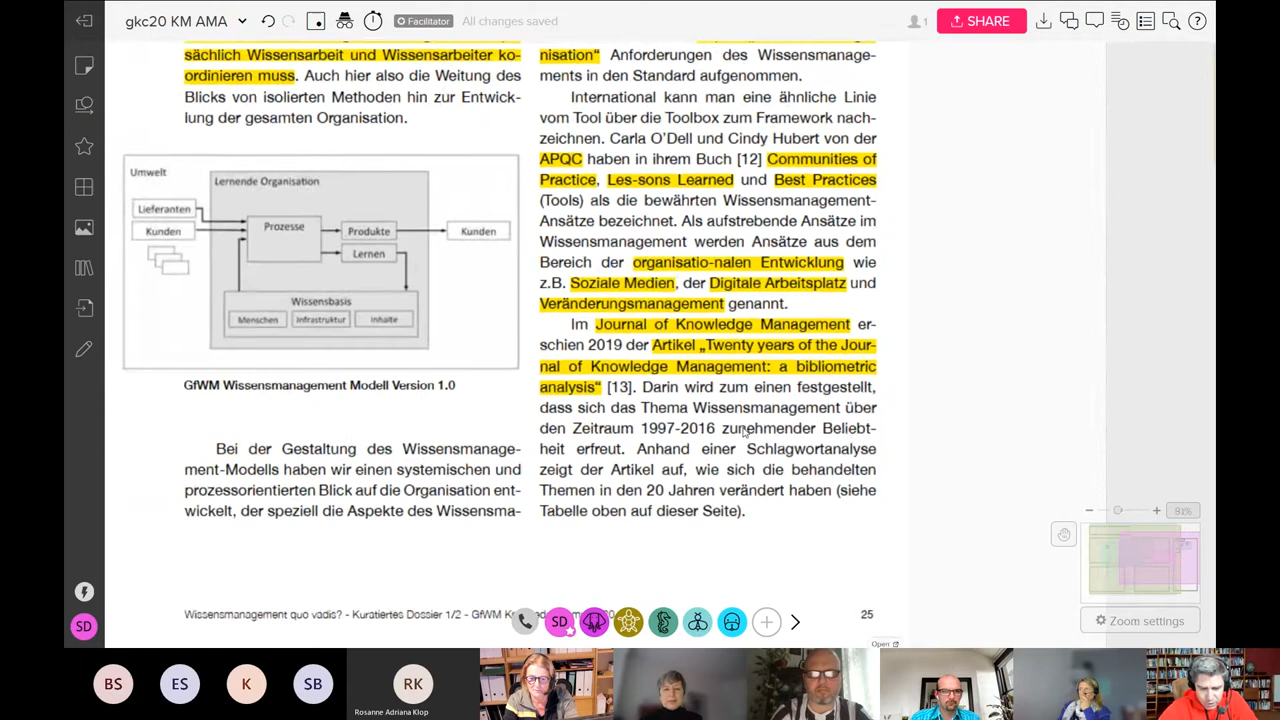 gkc20 KM AMA
Facilitator
All changes saved
1
SHARE
sächlich Wissensarbeit und Wissensarbeiter ko-
ordinieren muss. Auch hier also die Weitung des
Blicks von isolierten Methoden hin zur Entwick-
lung der gesamten Organisation.
Umwelt
Lernende Organisation
Lieferanten
Kunden
Prozesse
Produkte
Kunden
Lernen
Wissensbasis
Menschen
Infrastruktur
Inhalte
GfWM Wissensmanagement Modell Version 1.0
Bei der Gestaltung des Wissensmanage-
ment-Modells haben wir einen systemischen und
prozessorientierten Blick auf die Organisation ent-
wickelt, der speziell die Aspekte des Wissensma-
nisation“ Anforderungen des Wissensmanage-
ments in den Standard aufgenommen.
International kann man eine ähnliche Linie
vom Tool über die Toolbox zum Framework nach-
zeichnen. Carla O’Dell und Cindy Hubert von der
APQC haben in ihrem Buch [12] Communities of
Practice, Les-sons Learned und Best Practices
(Tools) als die bewährten Wissensmanagement-
Ansätze bezeichnet. Als aufstrebende Ansätze im
Wissensmanagement werden Ansätze aus dem
Bereich der organisatio-nalen Entwicklung wie
z.B. Soziale Medien, der Digitale Arbeitsplatz und
Veränderungsmanagement genannt.
Im Journal of Knowledge Management er-
schien 2019 der Artikel „Twenty years of the Jour-
nal of Knowledge Management: a bibliometric
analysis“ [13]. Darin wird zum einen festgestellt,
dass sich das Thema Wissensmanagement über
den Zeitraum 1997-2016 zunehmender Beliebt-
heit erfreut. Anhand einer Schlagwortanalyse
zeigt der Artikel auf, wie sich die behandelten
Themen in den 20 Jahren verändert haben (siehe
Tabelle oben auf dieser Seite).
Wissensmanagement quo vadis? - Kuratiertes Dossier 1/2 - GfWM
25
Open
81%
Zoom settings
SD
SD
BS
ES
K
SB
RK
Rosanne Adriana Klop